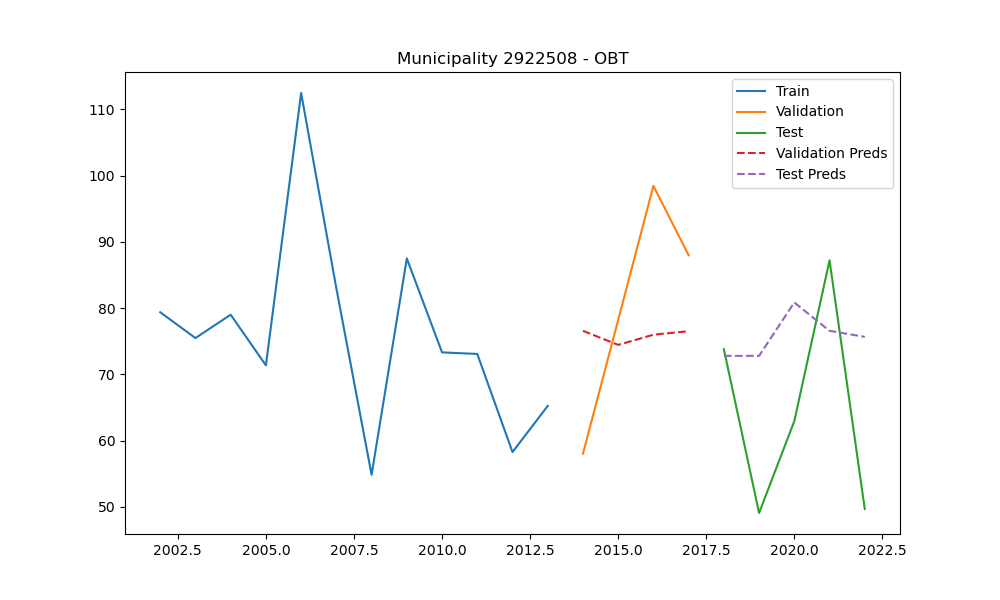 Municipality 2922508 - OBT
Train
Validation
Test
Validation Preds
Test Preds
110
100
90
80
70
60
50
2002.5 2005.0 2007.5 2010.0 2012.5 2015.0 2017.5 2020.0 2022.5